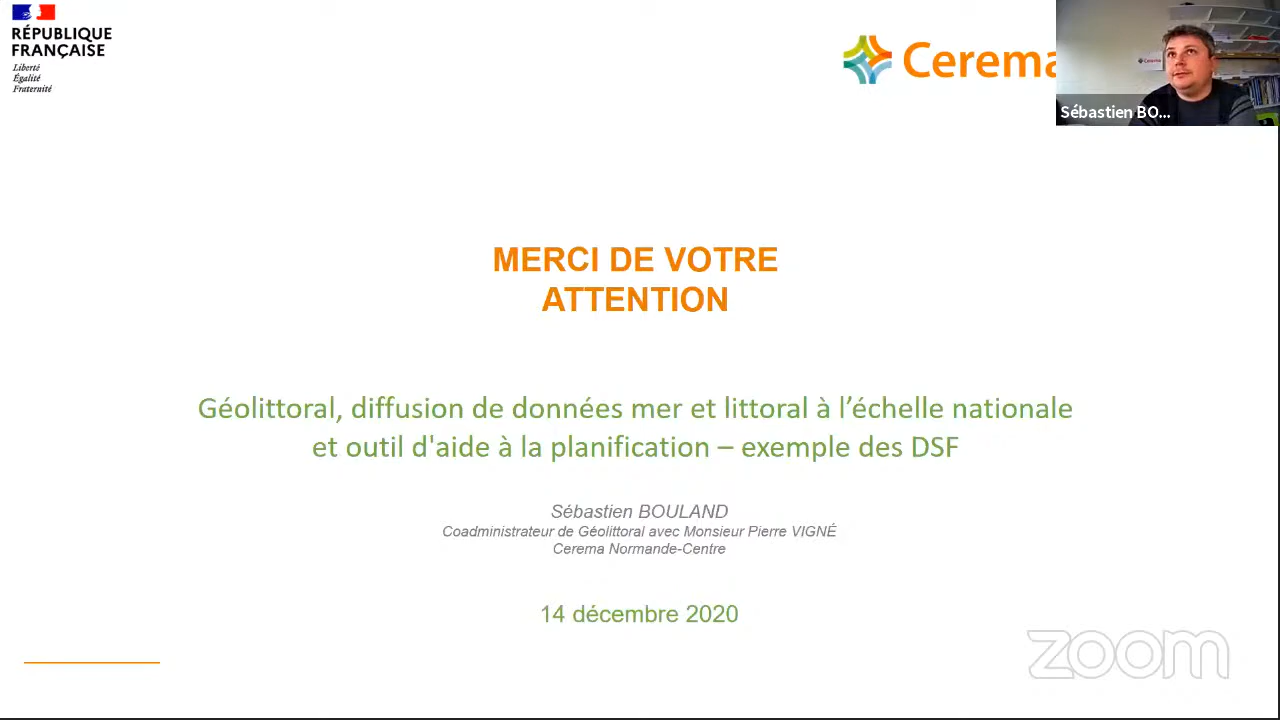 RÉPUBLIQUE
FRANÇAISE
Liberté
Égalité
Fraternité
Cerema
Cerema
Sébastien BO...
MERCI DE VOTRE
ATTENTION
Géolittoral, diffusion de données mer et littoral à l’échelle nationale
et outil d'aide à la planification – exemple des DSF
Sébastien BOULAND
Coadministrateur de Géolittoral avec Monsieur Pierre VIGNÉ
Cerema Normande-Centre
14 décembre 2020
zoom